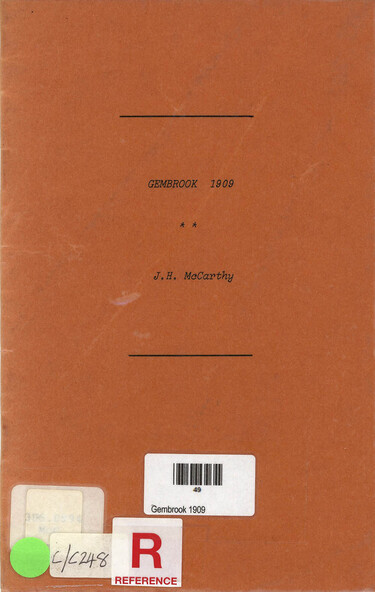 GEMBROOK 1909
* *
J.H. McCarthy
49
Gembrook 1909
C/C248
R
REFERENCE